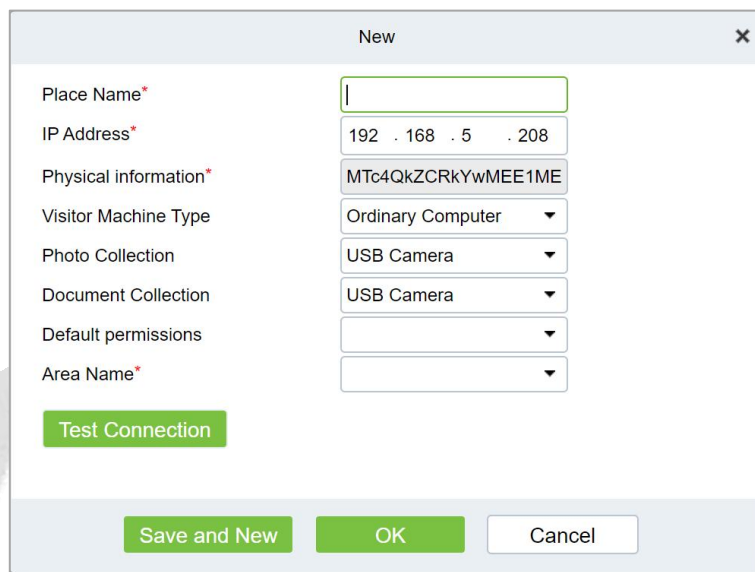 New
Place Name*
IP Address* 192 . 168 . 5 . 208
Physical information* MTc4QkZCRkYwMEE1ME
Visitor Machine Type Ordinary Computer
Photo Collection USB Camera
Document Collection USB Camera
Default permissions
Area Name*
Test Connection
Save and New OK Cancel